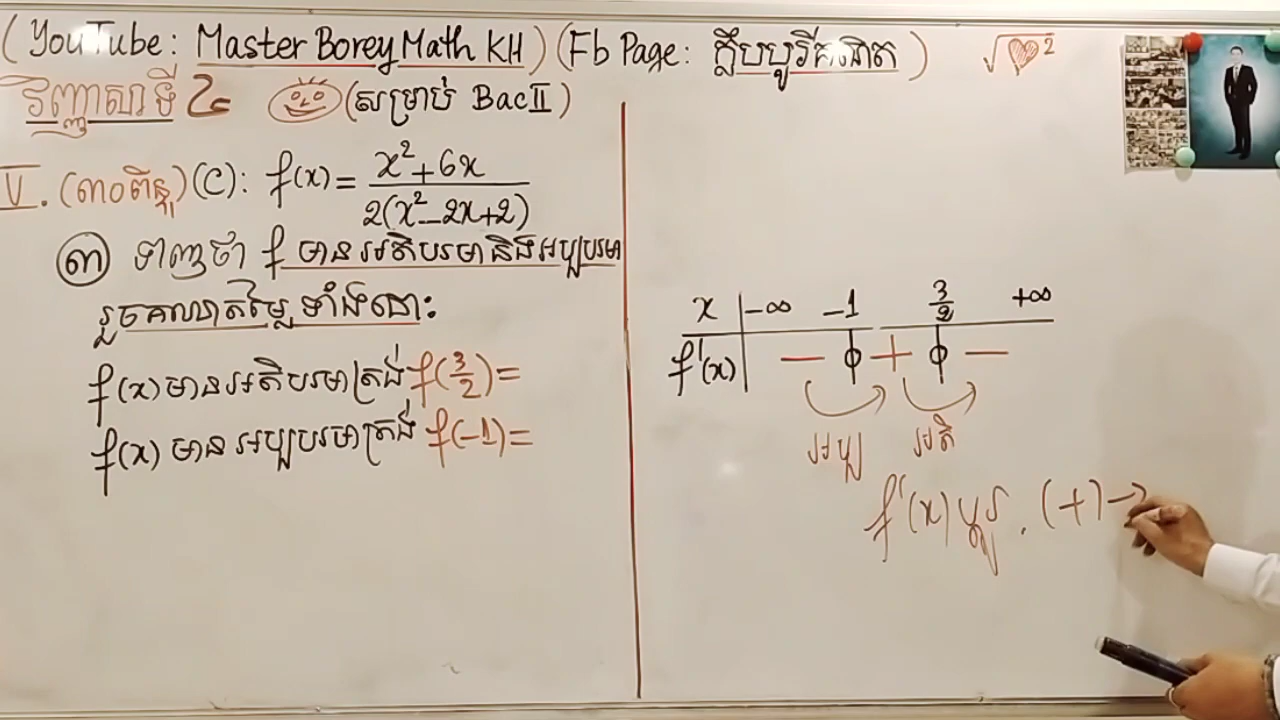 (YouTube: Master Borey Math KH) (Fb Page: ក្លឹបបូរីគណិត) √♡²
វិញ្ញាសាទី (សម្រាប់ BacII)
V. (៣០ពិន្ទុ) (C): f(x) = (x² + 6x) / (2(x² - 2x + 2))
៣ ទាញថា f មានអតិបរមានិងអប្បបរមា
រួចគណនាតម្លៃទាំងនោះ:
f(x) មានអតិបរមាត្រង់ f(3/2) =
f(x) មានអប្បបរមាត្រង់ f(-1) =
x | -∞ -1 3/2 +∞
f'(x) | - 0 + 0 -
អប្ប អតិ
f'(x) ប្តូរ. (+) →